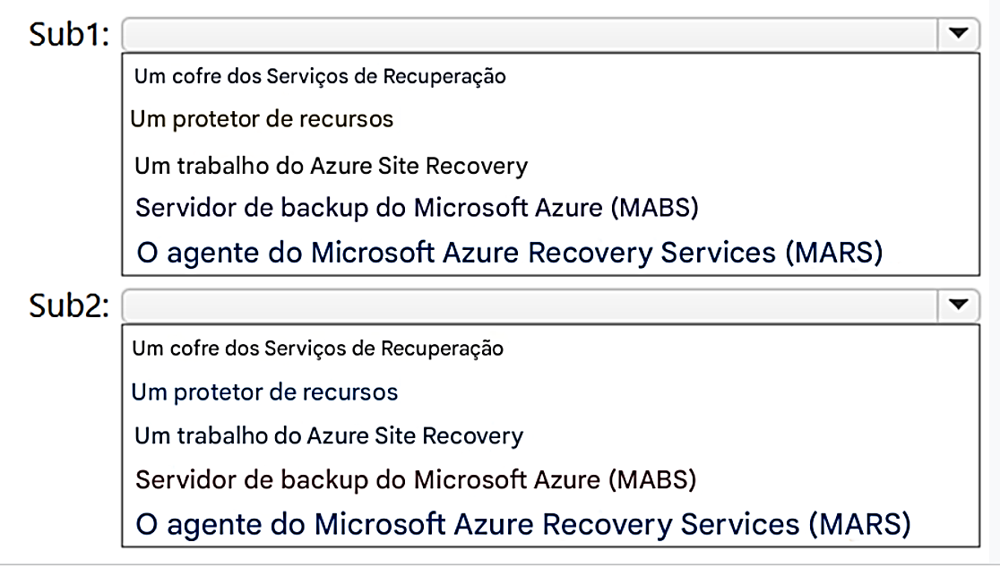 Sub1:
Um cofre dos Serviços de Recuperação
Um protetor de recursos
Um trabalho do Azure Site Recovery
Servidor de backup do Microsoft Azure (MABS)
O agente do Microsoft Azure Recovery Services (MARS)
Sub2:
Um cofre dos Serviços de Recuperação
Um protetor de recursos
Um trabalho do Azure Site Recovery
Servidor de backup do Microsoft Azure (MABS)
O agente do Microsoft Azure Recovery Services (MARS)